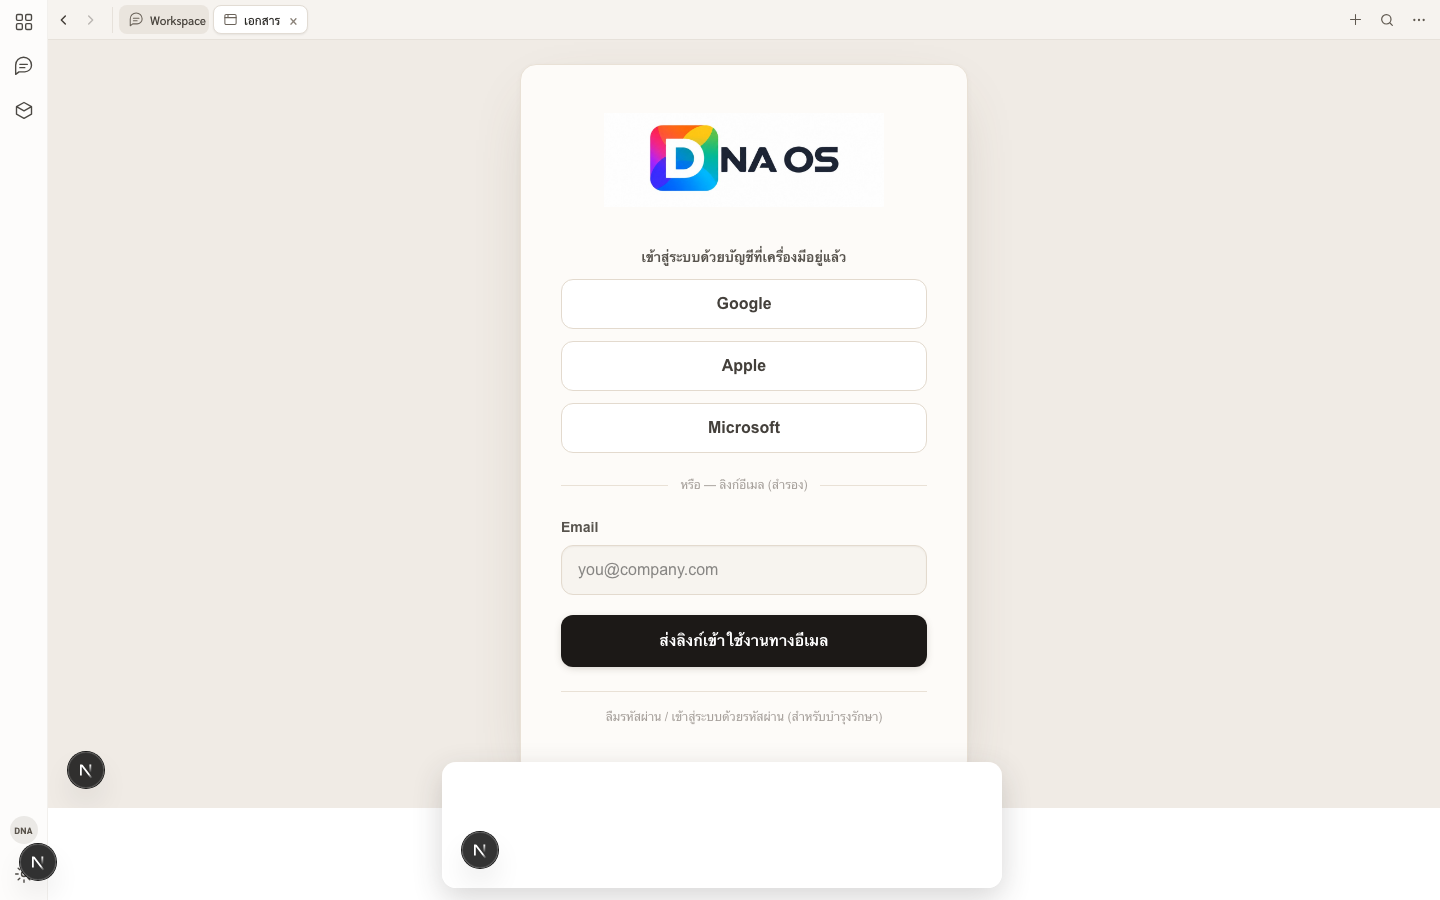 Workspace
เอกสาร
DNA OS
เข้าสู่ระบบด้วยบัญชีที่เครื่องมีอยู่แล้ว
Google
Apple
Microsoft
หรือ — ลิงก์อีเมล (สำรอง)
Email
you@company.com
ส่งลิงก์เข้าใช้งานทางอีเมล
ลืมรหัสผ่าน / เข้าสู่ระบบด้วยรหัสผ่าน (สำหรับบำรุงรักษา)
N
DNA
N
N